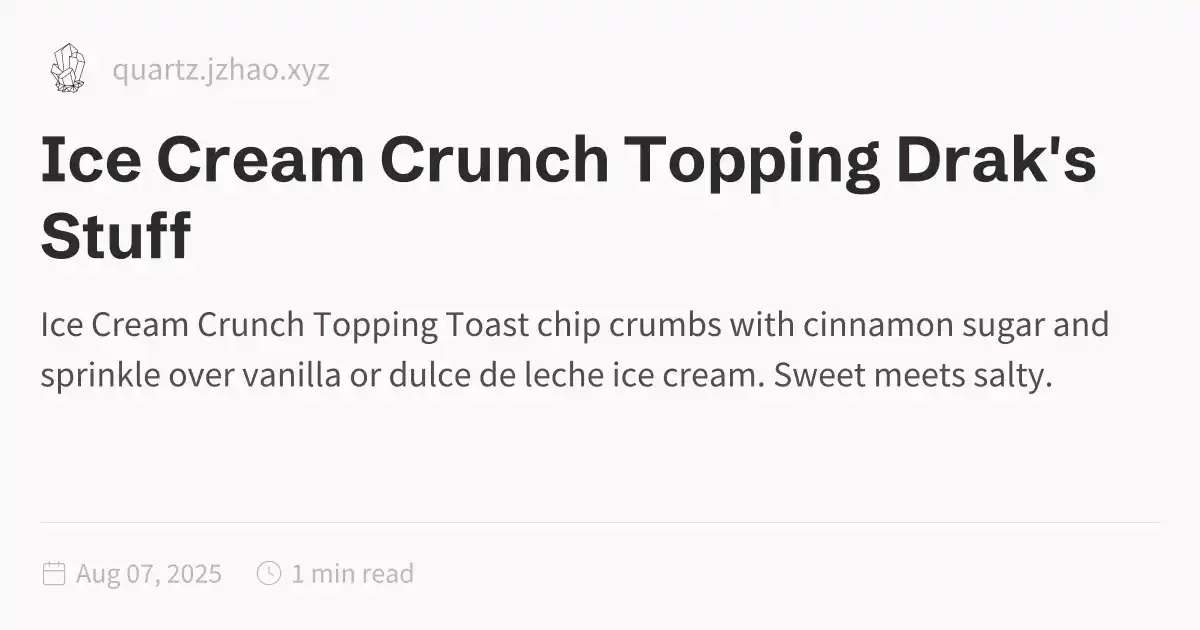 quartz.jzhao.xyz
Ice Cream Crunch Topping Drak's
Stuff
Ice Cream Crunch Topping Toast chip crumbs with cinnamon sugar and
sprinkle over vanilla or dulce de leche ice cream. Sweet meets salty.
Aug 07, 2025 1 min read